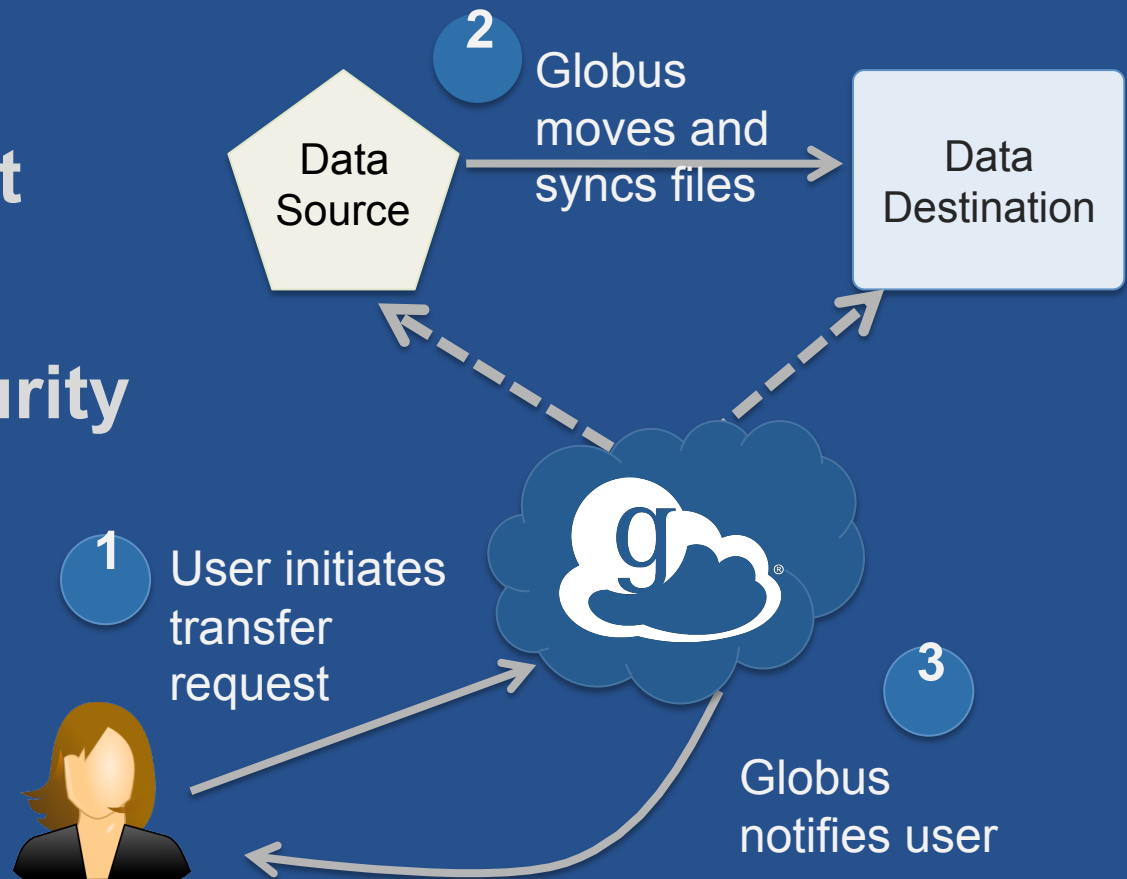 2
Globus
moves and
syncs files
Data
Source
Data
Destination
t
urity
1
User initiates
transfer
request
g
®
3
Globus
notifies user